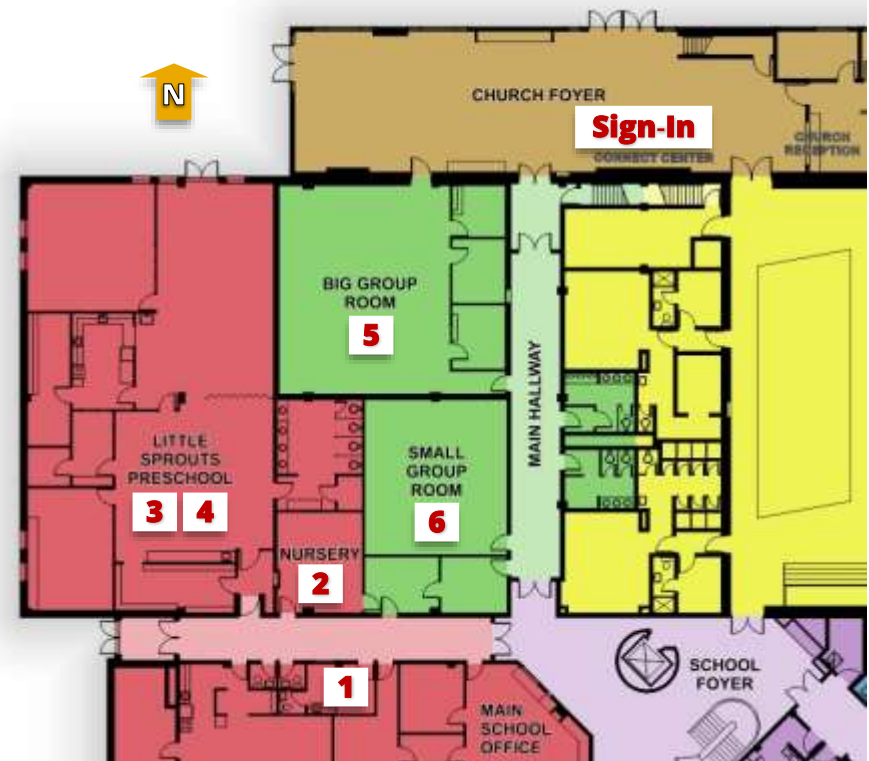 N
CHURCH FOYER
Sign-In
CONNECT CENTER
CHURCH
RECEPTION
BIG GROUP
ROOM
5
MAIN HALLWAY
LITTLE
SPROUTS
PRESCHOOL
3 4
SMALL
GROUP
ROOM
6
NURSERY
2
1
SCHOOL
FOYER
MAIN
SCHOOL
OFFICE